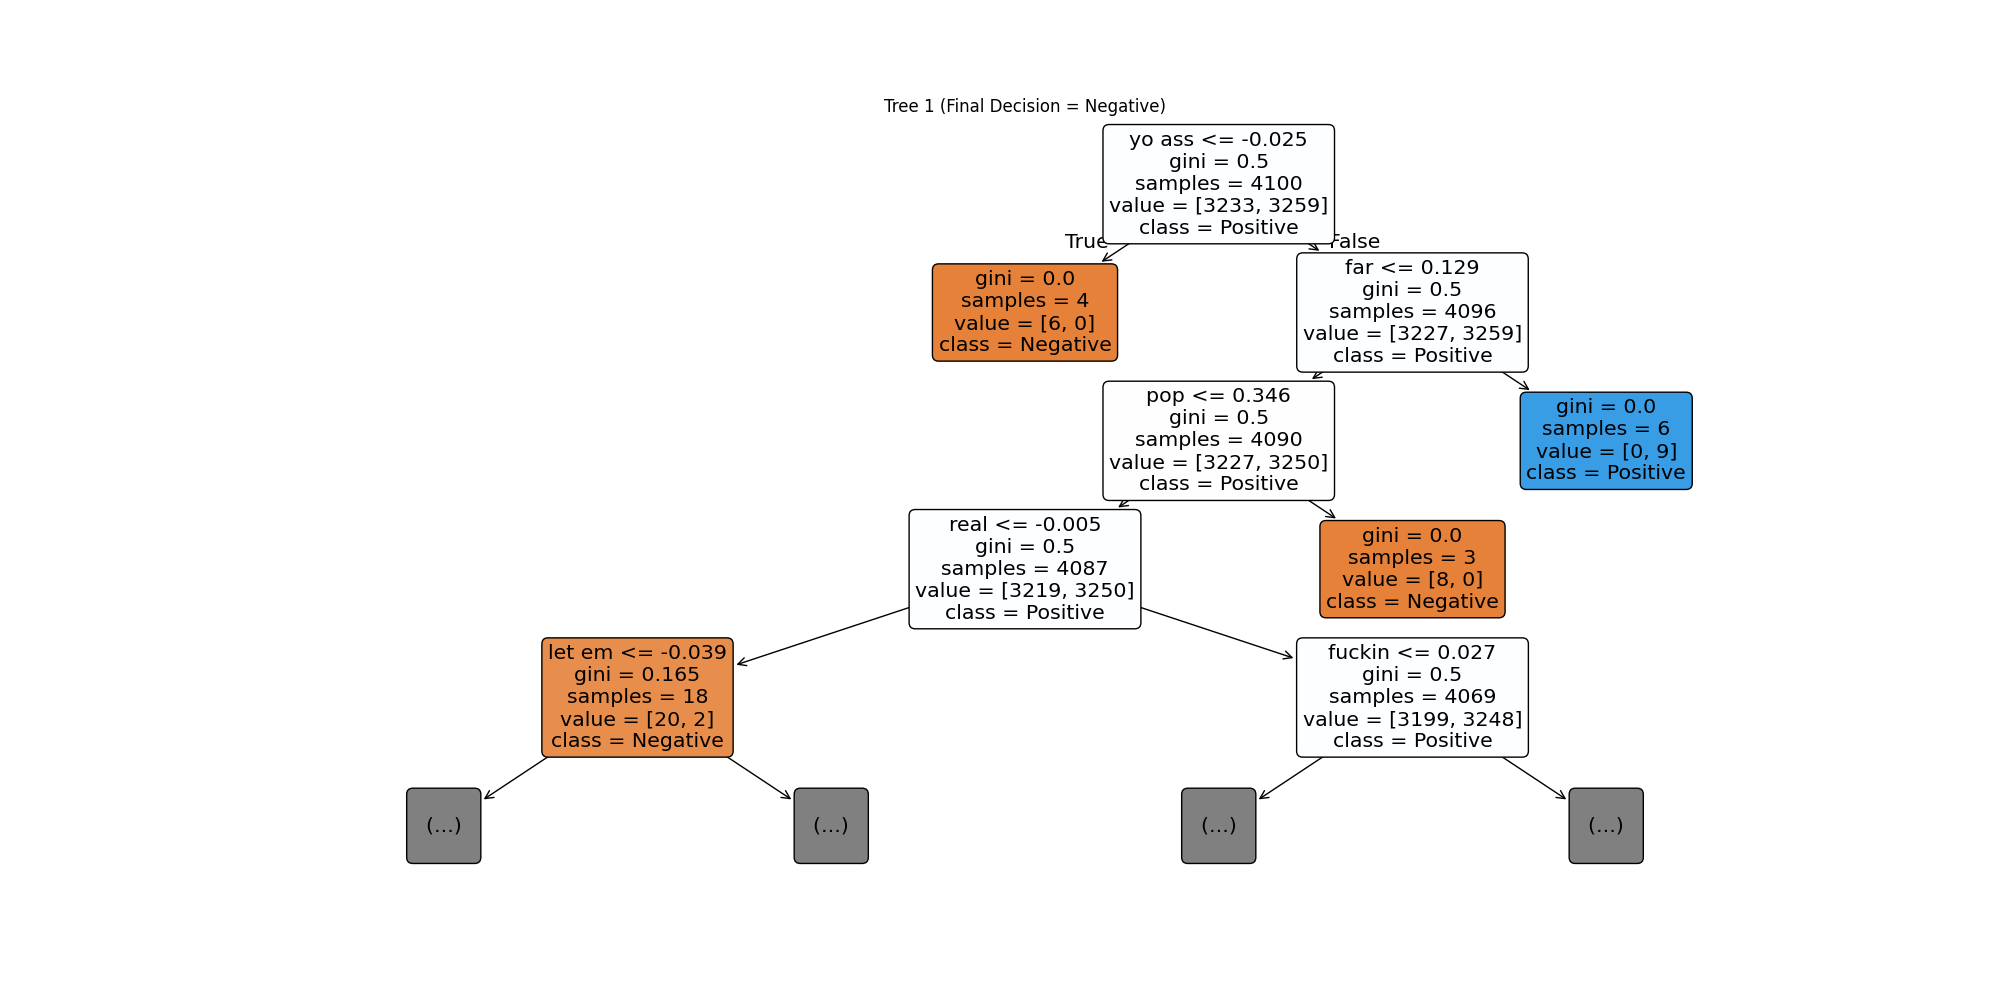 Tree 1 (Final Decision = Negative)
yo ass <= -0.025
gini = 0.5
samples = 4100
value = [3233, 3259]
class = Positive
True
False
gini = 0.0
samples = 4
value = [6, 0]
class = Negative
far <= 0.129
gini = 0.5
samples = 4096
value = [3227, 3259]
class = Positive
pop <= 0.346
gini = 0.5
samples = 4090
value = [3227, 3250]
class = Positive
gini = 0.0
samples = 6
value = [0, 9]
class = Positive
real <= -0.005
gini = 0.5
samples = 4087
value = [3219, 3250]
class = Positive
gini = 0.0
samples = 3
value = [8, 0]
class = Negative
let em <= -0.039
gini = 0.165
samples = 18
value = [20, 2]
class = Negative
fuckin <= 0.027
gini = 0.5
samples = 4069
value = [3199, 3248]
class = Positive
(...)
(...)
(...)
(...)